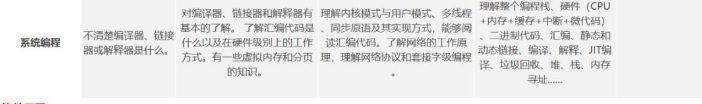 系统编程
不清楚编译器、链接
器或解释器是什么。
对编译器、链接器和解释器有
基本的了解。 了解汇编代码是
什么以及在硬件级别上的工作
方式。有一些虚拟内存和分页
的知识。
理解内核模式与用户模式、多线程
、同步原语及其实现方式，能够阅
读汇编代码。了解网络的工作原
理，理解网络协议和套接字级编程
。
理解整个编程栈、硬件（CPU
+内存+缓存+中断+微代码）
、二进制代码、汇编、静态和
动态链接、编译、解释、JIT编
译、垃圾回收、堆、栈、内存
寻址……